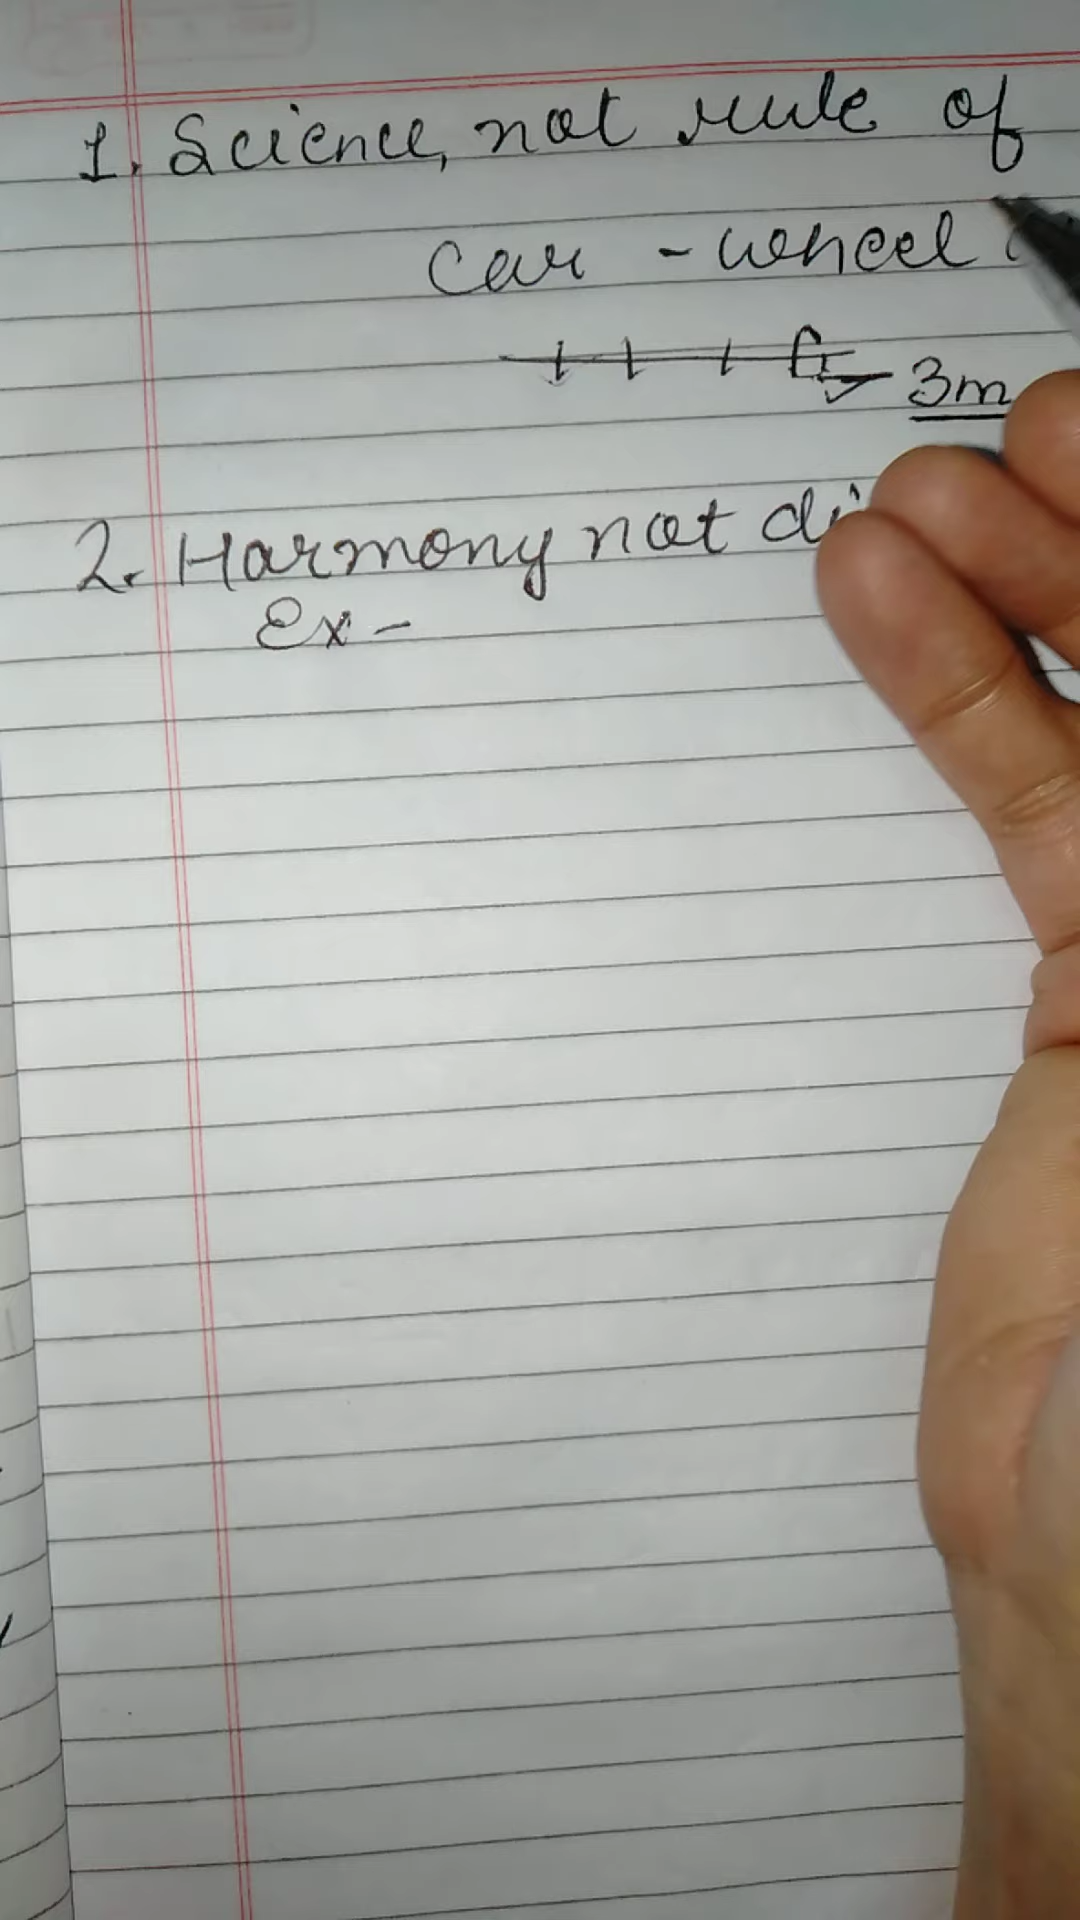 1. Science, not rule of
Car - wheel
3m
2. Harmony not
Ex -